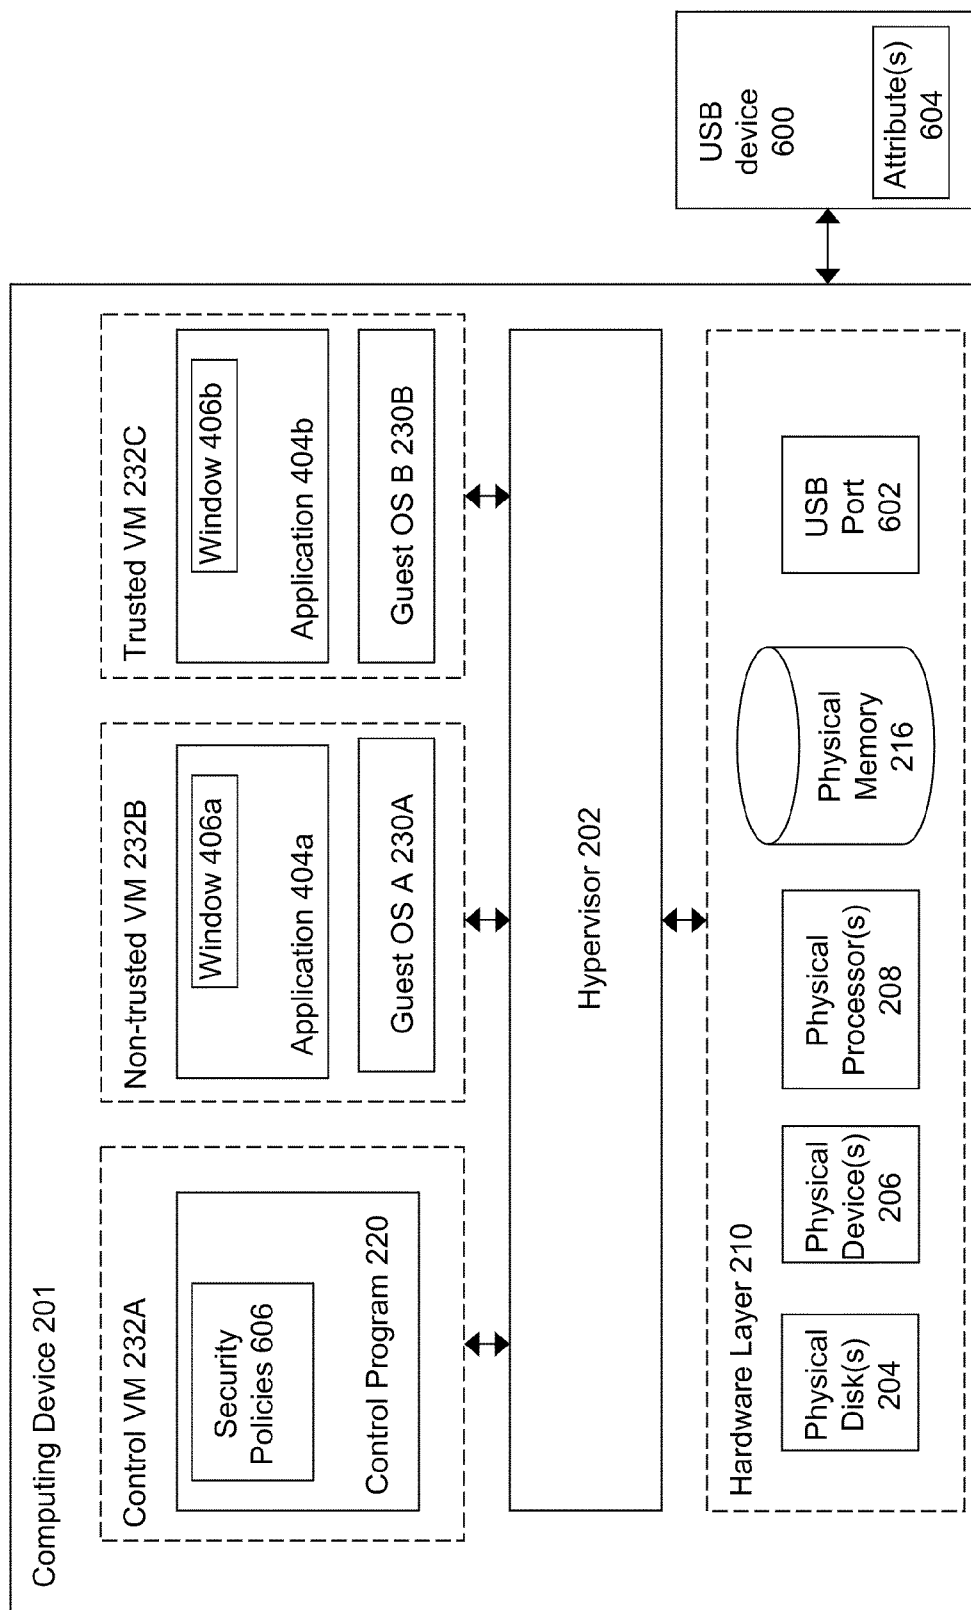 Computing Device 201
Control VM 232A
Security
Policies 606
Control Program 220
Non-trusted VM 232B
Window 406a
Application 404a
Guest OS A 230A
Trusted VM 232C
Window 406b
Application 404b
Guest OS B 230B
Hypervisor 202
Hardware Layer 210
Physical
Disk(s)
204
Physical
Device(s)
206
Physical
Processor(s)
208
Physical
Memory
216
USB
Port
602
USB
device
600
Attribute(s)
604